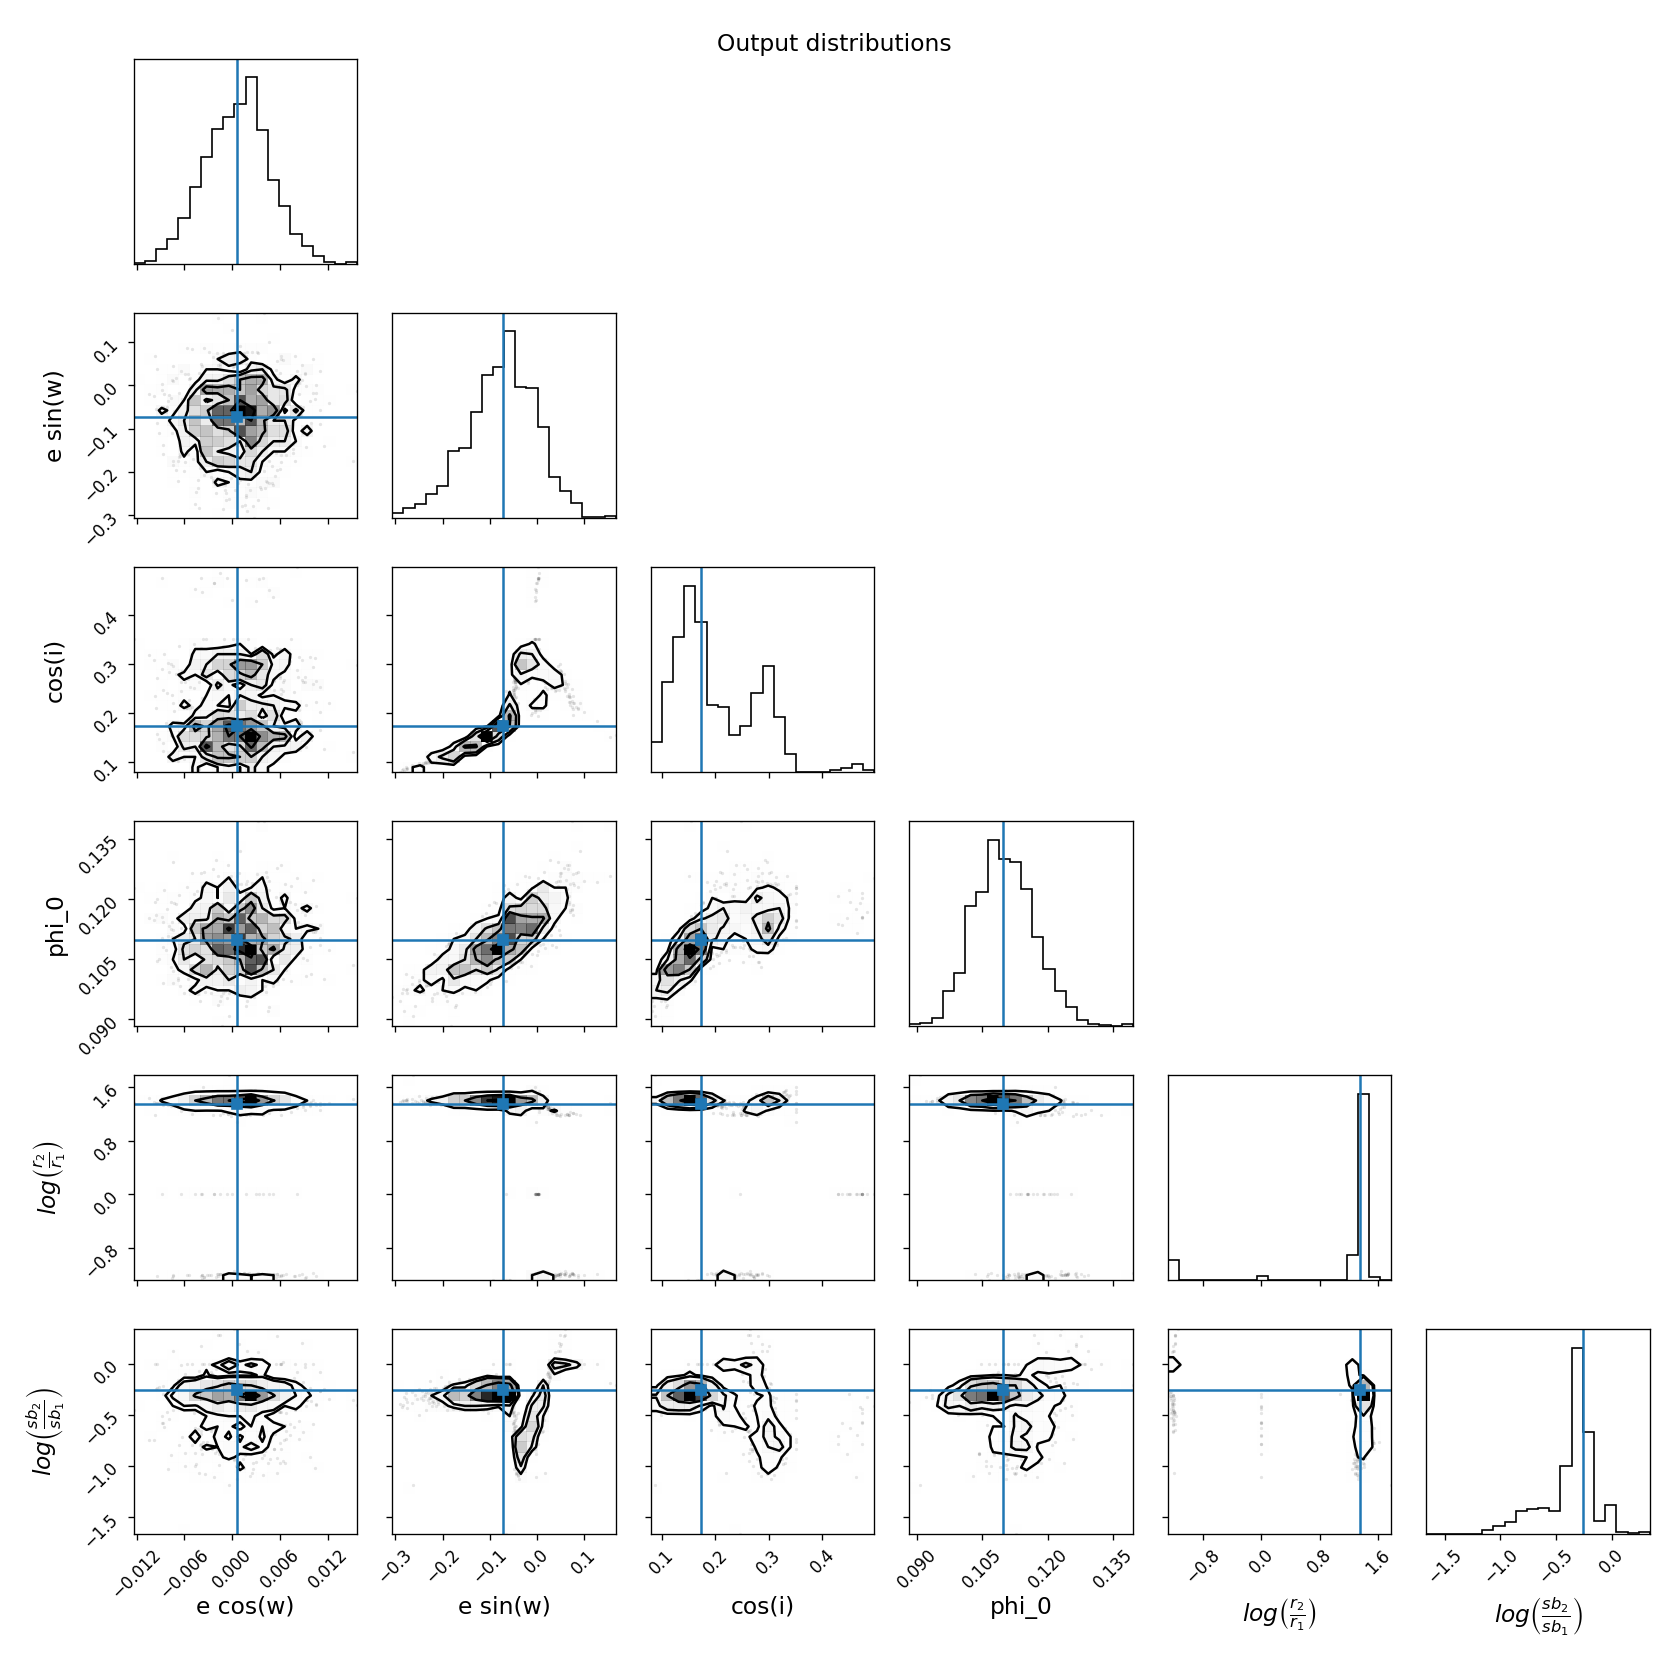 Output distributions
e sin(w)
0.1
0.0
−0.1
−0.2
−0.3
cos(i)
0.4
0.3
0.2
0.1
phi_0
0.135
0.120
0.105
0.090
log(r₂/r₁)
1.6
0.8
0.0
−0.8
log(sb₂/sb₁)
0.0
−0.5
−1.0
−1.5
−0.012 −0.006 0.000 0.006 0.012 −0.3 −0.2 −0.1 0.0 0.1 0.1 0.2 0.3 0.4 0.090 0.105 0.120 0.135 −0.8 0.0 0.8 1.6 −1.5 −1.0 −0.5 0.0
e cos(w) e sin(w) cos(i) phi_0 log(r₂/r₁) log(sb₂/sb₁)